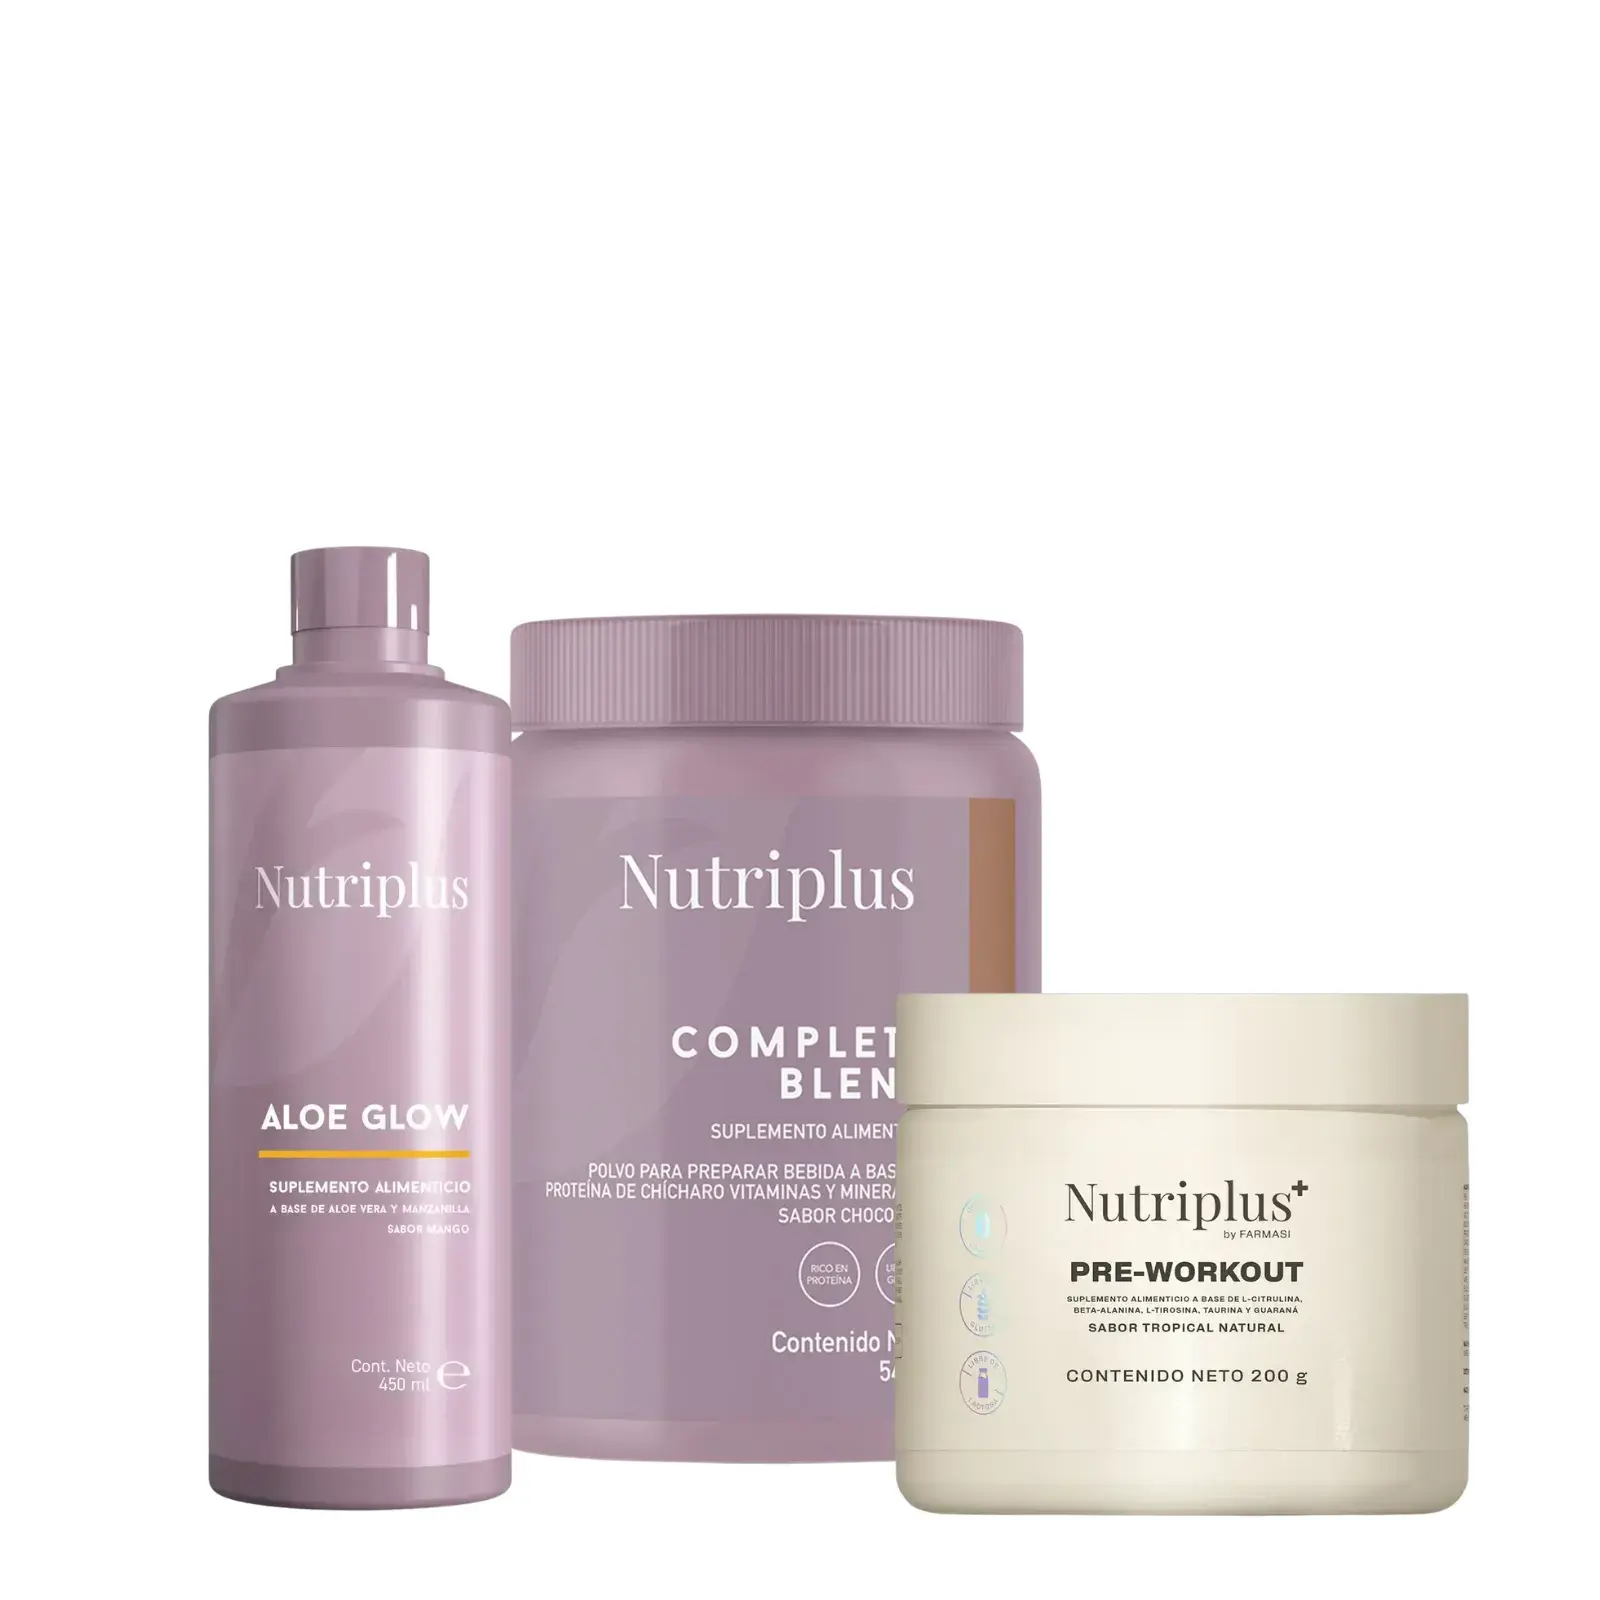 Nutriplus
ALOE GLOW
SUPLEMENTO ALIMENTICIO
A BASE DE ALOE VERA Y MANZANILLA
SABOR MANGO
Cont. Neto
450 ml e
Nutriplus
COMPLET
BLEN
SUPLEMENTO ALIMENT
POLVO PARA PREPARAR BEBIDA A BAS
PROTEÍNA DE CHÍCHARO VITAMINAS Y MINERA
SABOR CHOCO
RICO EN
PROTEÍNA
Contenido N
Nutriplus+
by FARMASI
PRE-WORKOUT
SUPLEMENTO ALIMENTICIO A BASE DE L-CITRULINA,
BETA-ALANINA, L-TIROSINA, TAURINA Y GUARANÁ
SABOR TROPICAL NATURAL
CONTENIDO NETO 200 g
LIBRE DE
LACTOSA